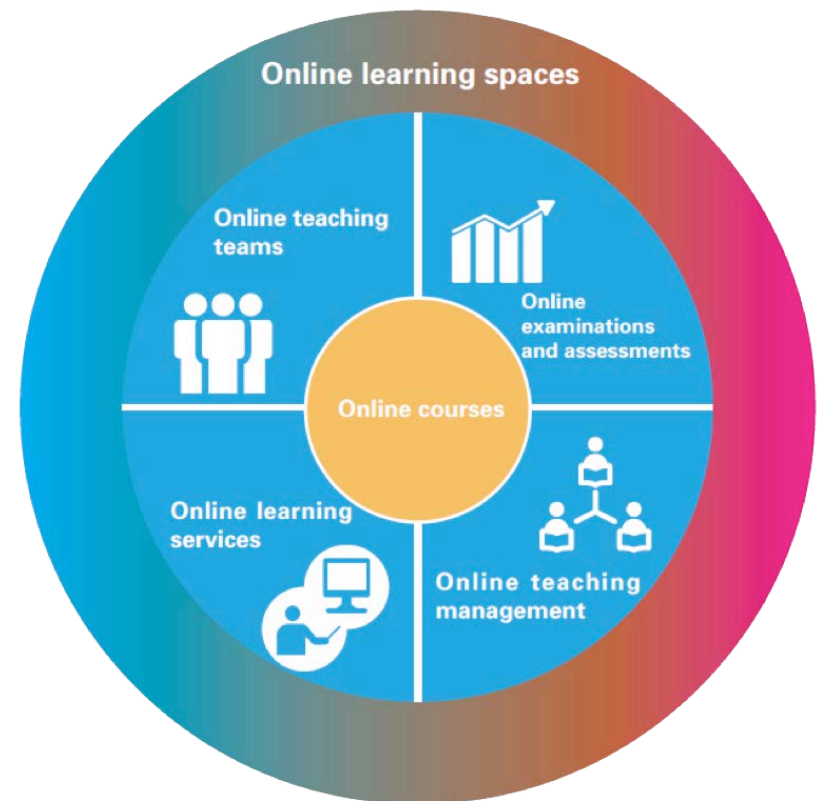 Online learning spaces
Online teaching
teams
Online
examinations
and assessments
Online courses
Online learning
services
Online teaching
management